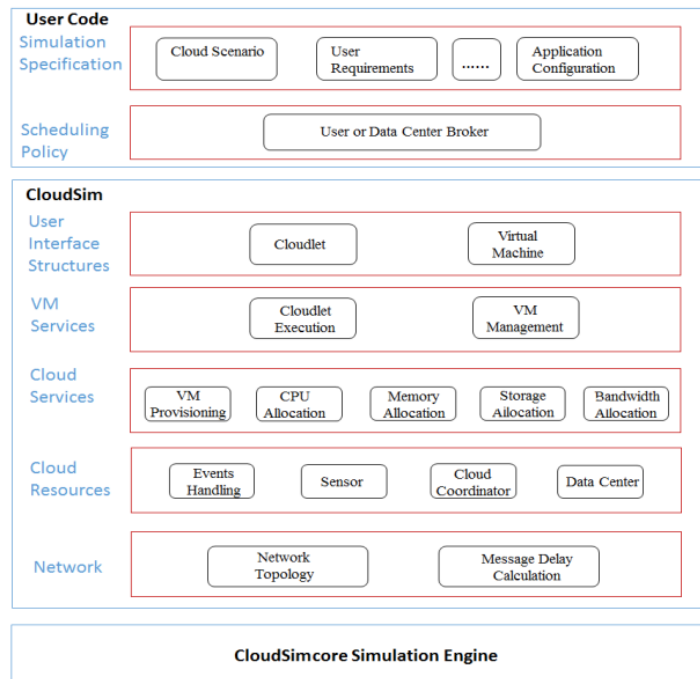 User Code
Simulation
Specification
Cloud Scenario
User
Requirements
......
Application
Configuration
Scheduling
Policy
User or Data Center Broker
CloudSim
User
Interface
Structures
Cloudlet
Virtual
Machine
VM
Services
Cloudlet
Execution
VM
Management
Cloud
Services
VM
Provisioning
CPU
Allocation
Memory
Allocation
Storage
Ailocation
Bandwidth
Allocation
Cloud
Resources
Events
Handling
Sensor
Cloud
Coordinator
Data Center
Network
Network
Topology
Message Delay
Calculation
CloudSimcore Simulation Engine